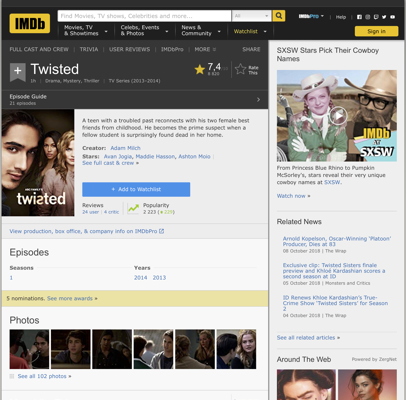 IMDb
Find Movies, TV shows, Celebrities and more...
All
Movies, TV
& Showtimes
Celebs, Events
& Photos
News &
Community
Watchlist
IMDbPro
Help
Sign in
FULL CAST AND CREW | TRIVIA | USER REVIEWS | IMDbPro | MORE
SHARE
Twisted
1h | Drama, Mystery, Thriller | TV Series (2013–2014)
7,4
Rate
This
Episode Guide
21 episodes
A teen with a troubled past reconnects with his two female best
friends from childhood. He becomes the prime suspect when a
fellow student is surprisingly found dead in her home.
Creator: Adam Milch
Stars: Avan Jogia, Maddie Hasson, Ashton Moio |
See full cast & crew »
twisted
+ Add to Watchlist
Reviews
24 user | 4 critic
Popularity
2 223
View production, box office, & company info on IMDbPro
Episodes
Seasons
1
Years
2014 2013
5 nominations. See more awards »
Photos
See all 102 photos »
SXSW Stars Pick Their Cowboy
Names
IMDb
AT
SXSW
From Princess Blue Rhino to Pumpkin
McSorley's, stars reveal their very unique
cowboy names at SXSW.
Watch now »
Related News
Arnold Kopelson, Oscar-Winning 'Platoon'
Producer, Dies at 83
08 October 2018 | The Wrap
Exclusive clip: Twisted Sisters finale
preview and Khloé Kardashian scores a
second season at ID
05 October 2018 | Monsters and Critics
ID Renews Khloe Kardashian's True-
Crime Show 'Twisted Sisters' for Season
2
04 October 2018 | The Wrap
See all related articles »
Around The Web
Powered by ZergNet